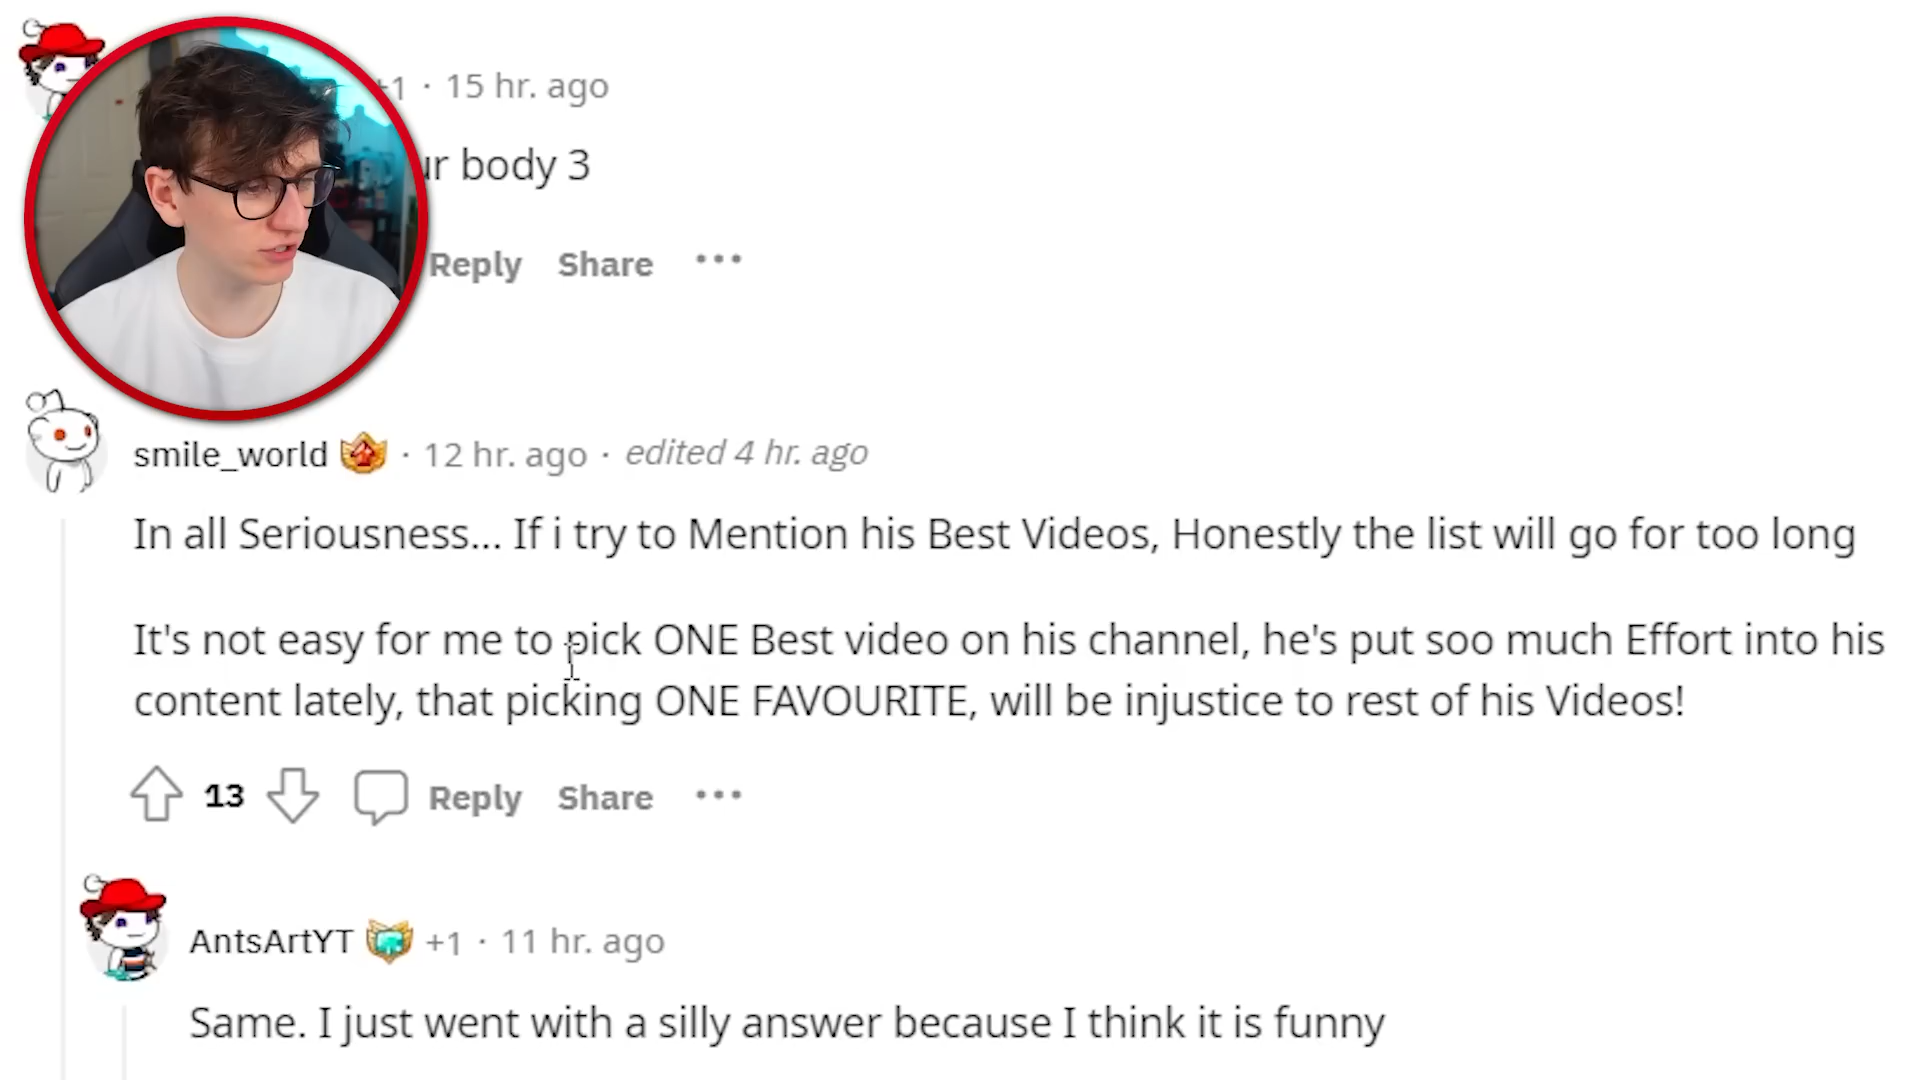 +1 · 15 hr. ago
body 3
Reply Share ...
smile_world · 12 hr. ago · edited 4 hr. ago
In all Seriousness... If i try to Mention his Best Videos, Honestly the list will go for too long
It's not easy for me to pick ONE Best video on his channel, he's put soo much Effort into his
content lately, that picking ONE FAVOURITE, will be injustice to rest of his Videos!
13 Reply Share ...
AntsArtYT +1 · 11 hr. ago
Same. I just went with a silly answer because I think it is funny